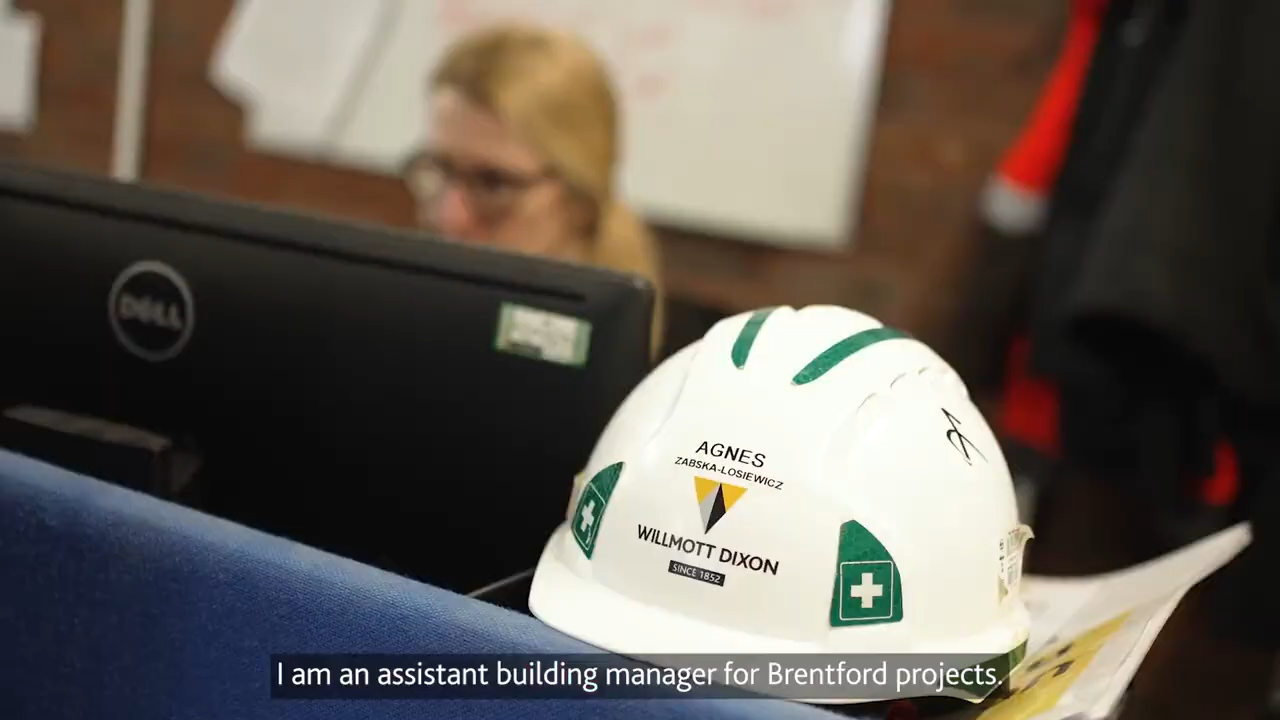 DELL
AGNES
ZABSKA-LOSIEWICZ
WILLMOTT DIXON
SINCE 1852
I am an assistant building manager for Brentford projects.